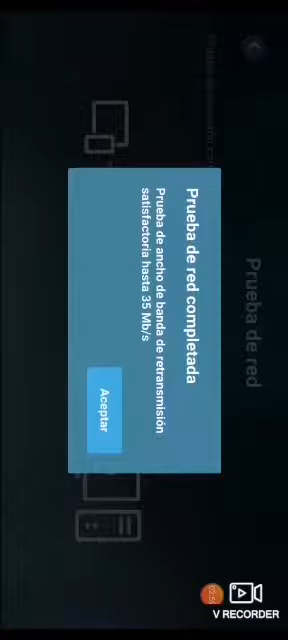 Prueba de red
Prueba de red completada
Prueba de ancho de banda de retransmisión
satisfactoria hasta 35 Mb/s
Aceptar
V RECORDER